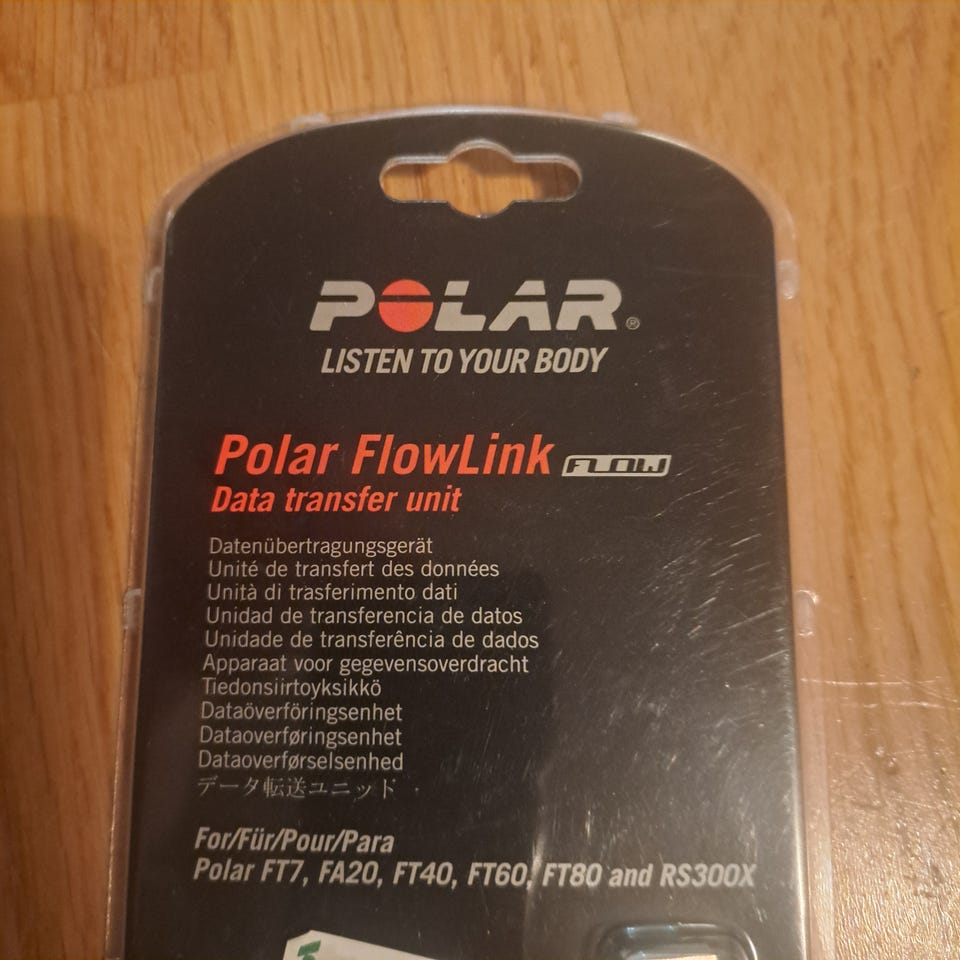 POLAR®
LISTEN TO YOUR BODY
Polar FlowLink FLOW
Data transfer unit
Datenübertragungsgerät
Unité de transfert des données
Unità di trasferimento dati
Unidad de transferencia de datos
Unidade de transferência de dados
Apparaat voor gegevensoverdracht
Tiedonsiirtoyksikkö
Dataöverföringsenhet
Dataoverføringsenhet
Dataoverførselsenhed
データ転送ユニッド
For/Für/Pour/Para
Polar FT7, FA20, FT40, FT60, FT80 and RS300X